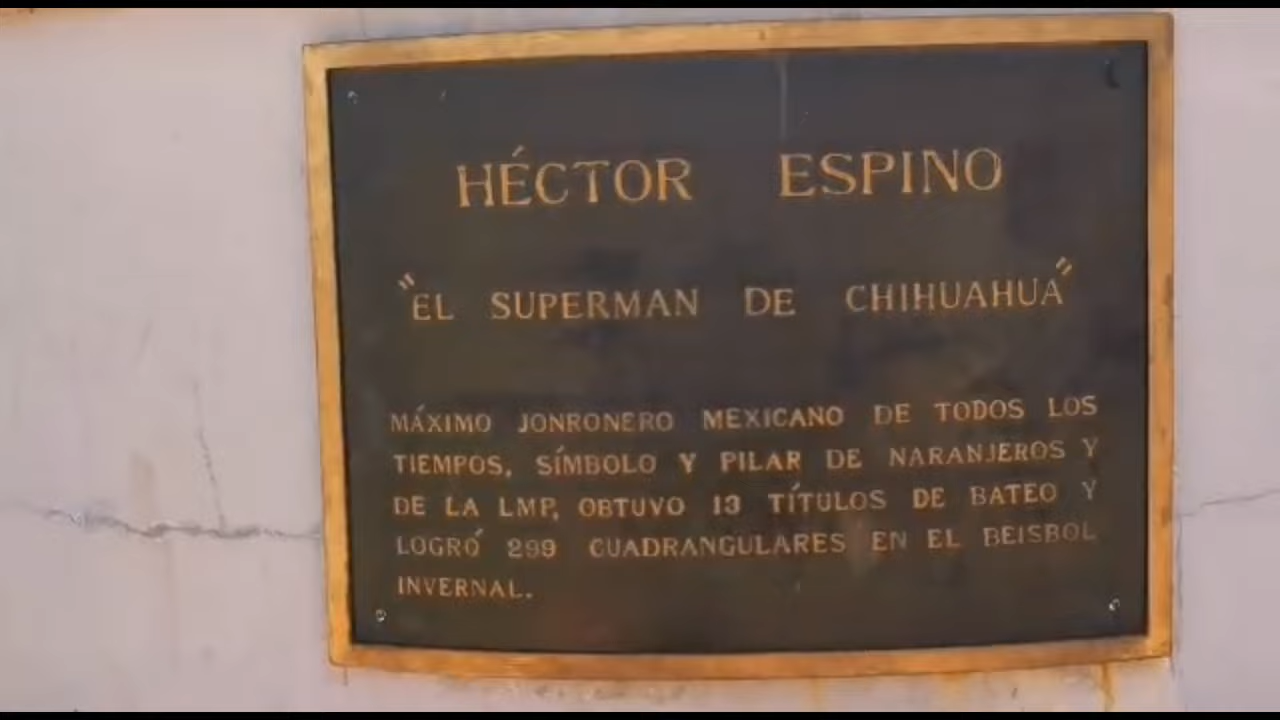 HÉCTOR ESPINO
"EL SUPERMAN DE CHIHUAHUA"
MÁXIMO JONRONERO MEXICANO DE TODOS LOS
TIEMPOS, SÍMBOLO Y PILAR DE NARANJEROS Y
DE LA LMP, OBTUVO 13 TÍTULOS DE BATEO Y
LOGRÓ 299 CUADRANGULARES EN EL BEISBOL
INVERNAL.